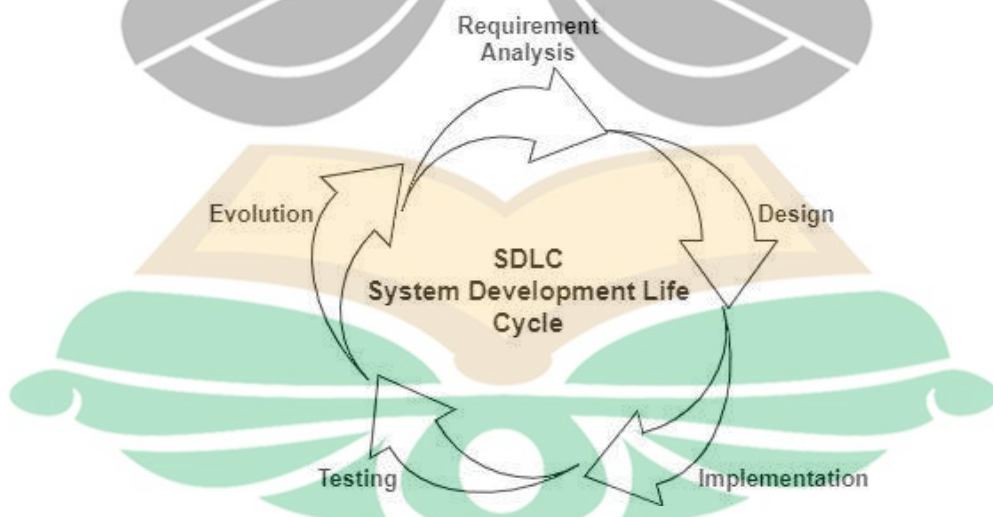 Requirement
Analysis
Evolution
Design
SDLC
System Development Life
Cycle
Testing
Implementation